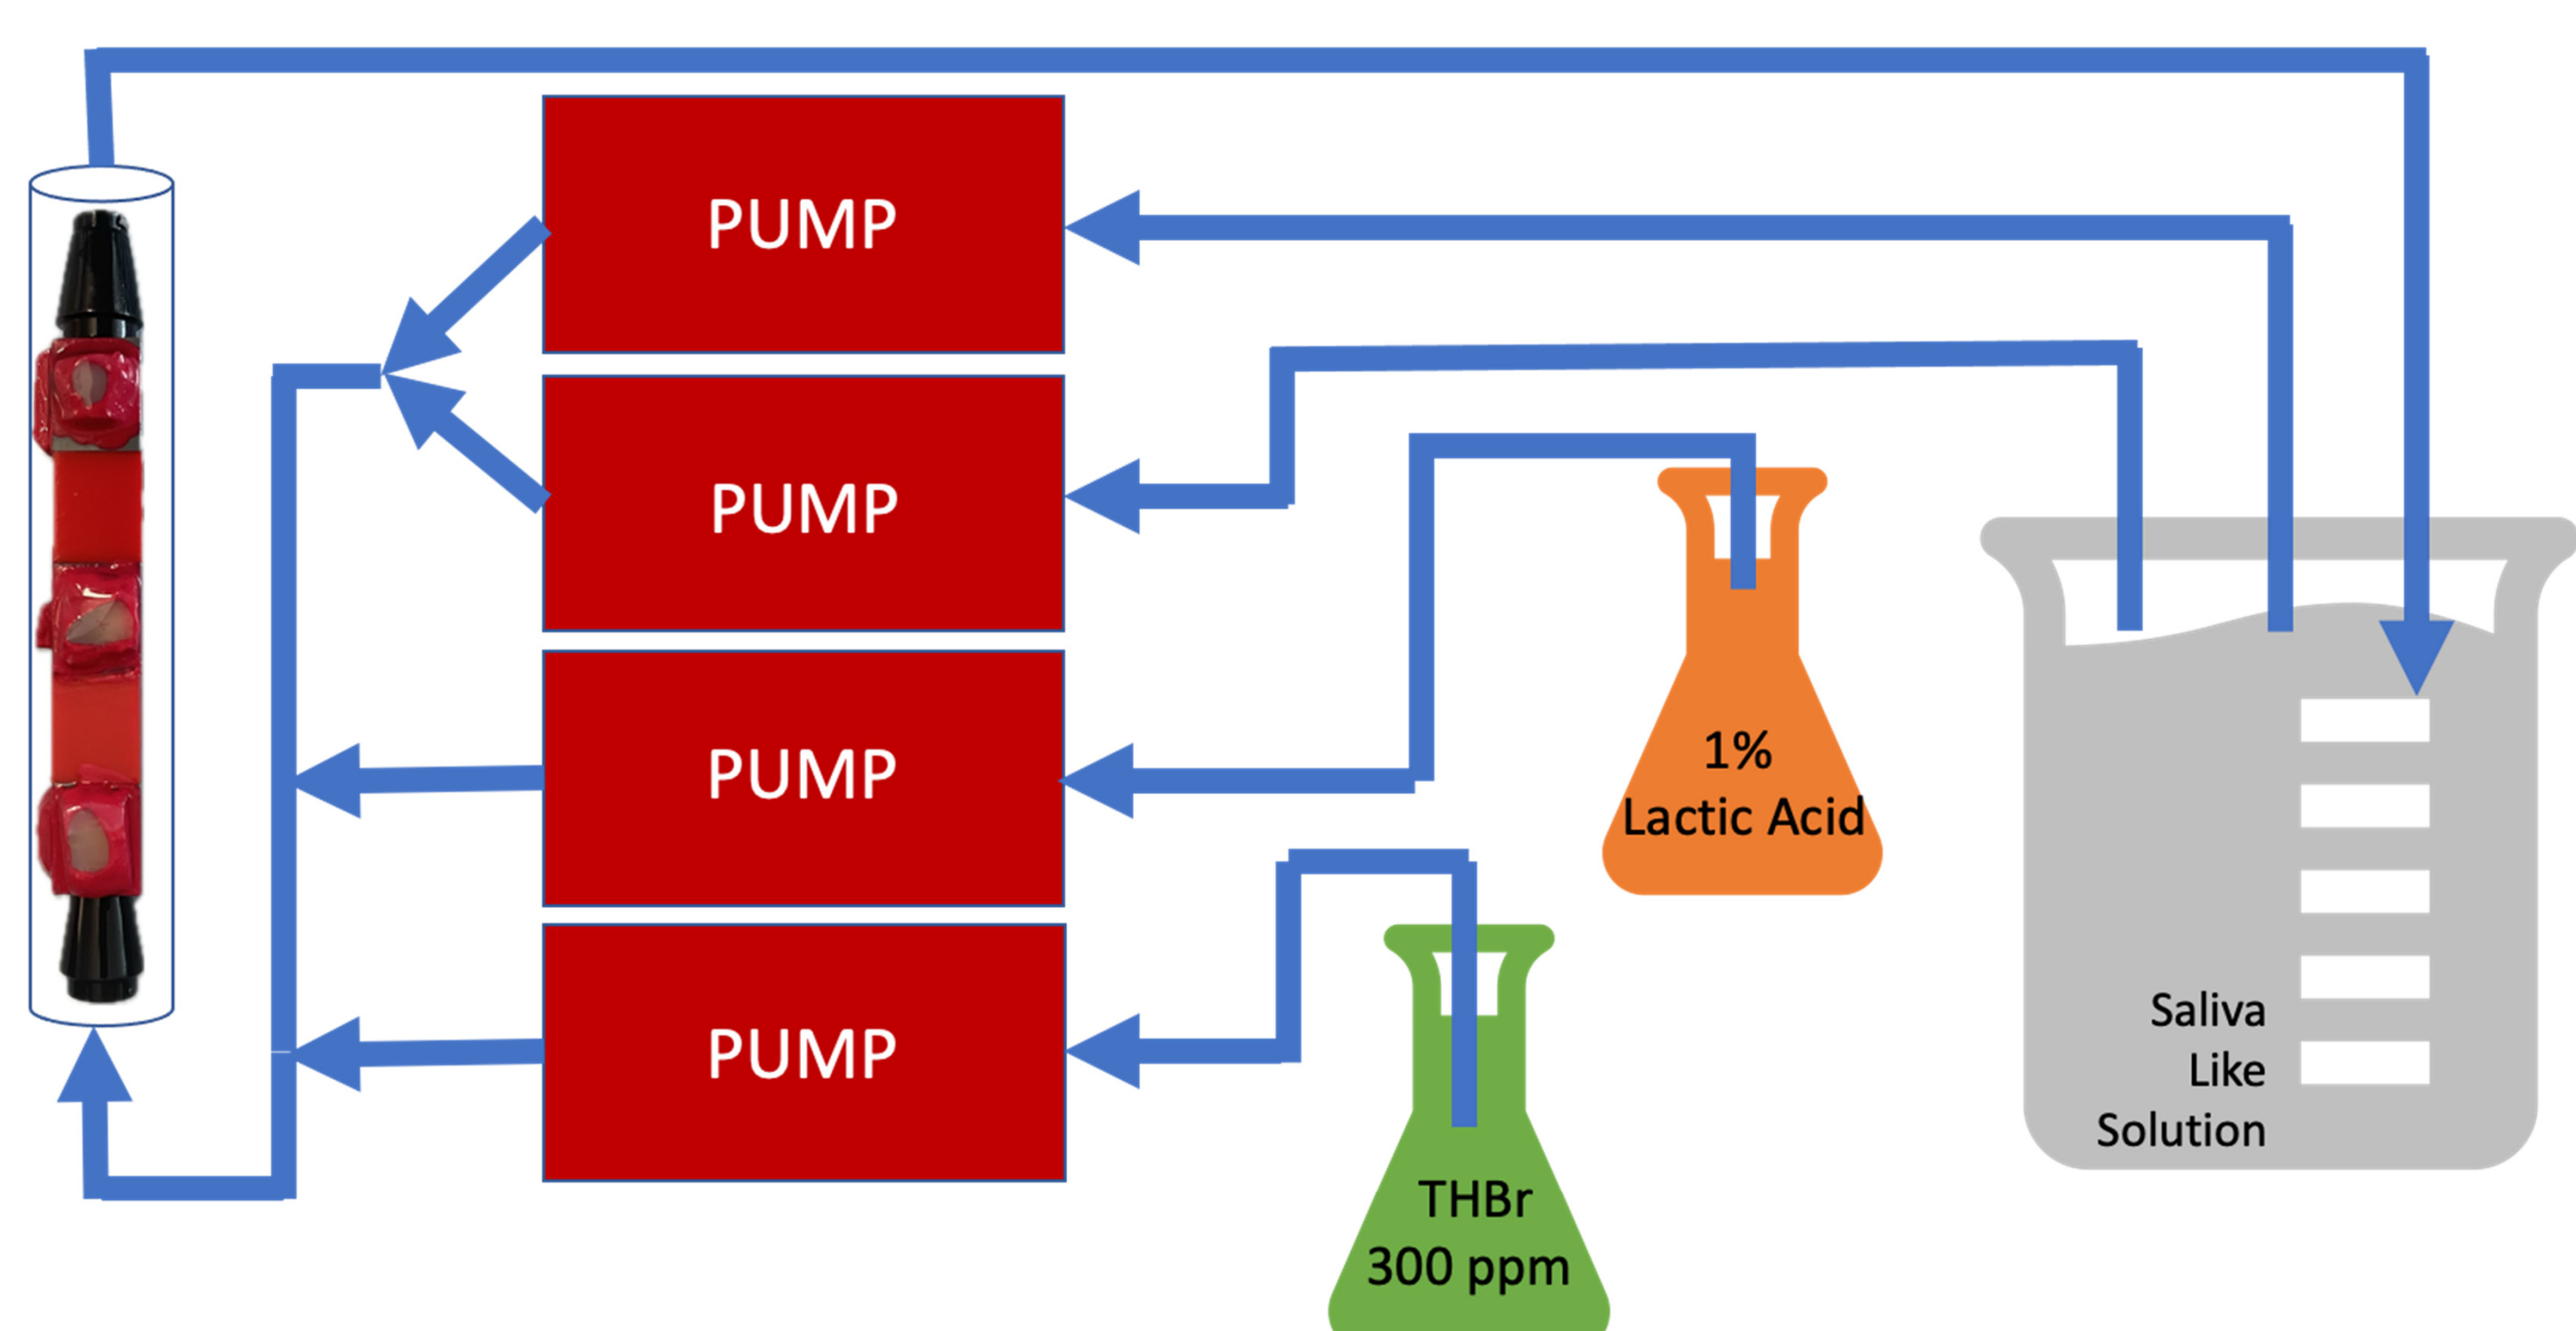 PUMP
PUMP
PUMP
PUMP
1%
Lactic Acid
THBr
300 ppm
Saliva
Like
Solution